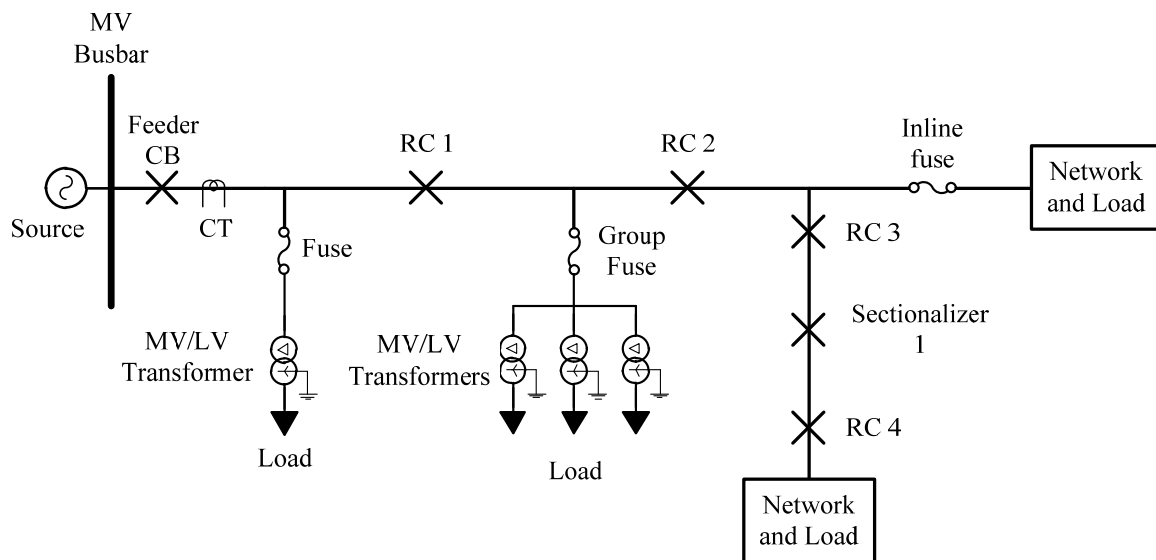 MV
Busbar
Feeder
CB
Source
CT
RC 1
RC 2
Inline
fuse
Network
and Load
Fuse
Group
Fuse
RC 3
MV/LV
Transformer
MV/LV
Transformers
Sectionalizer
1
RC 4
Load
Load
Network
and Load